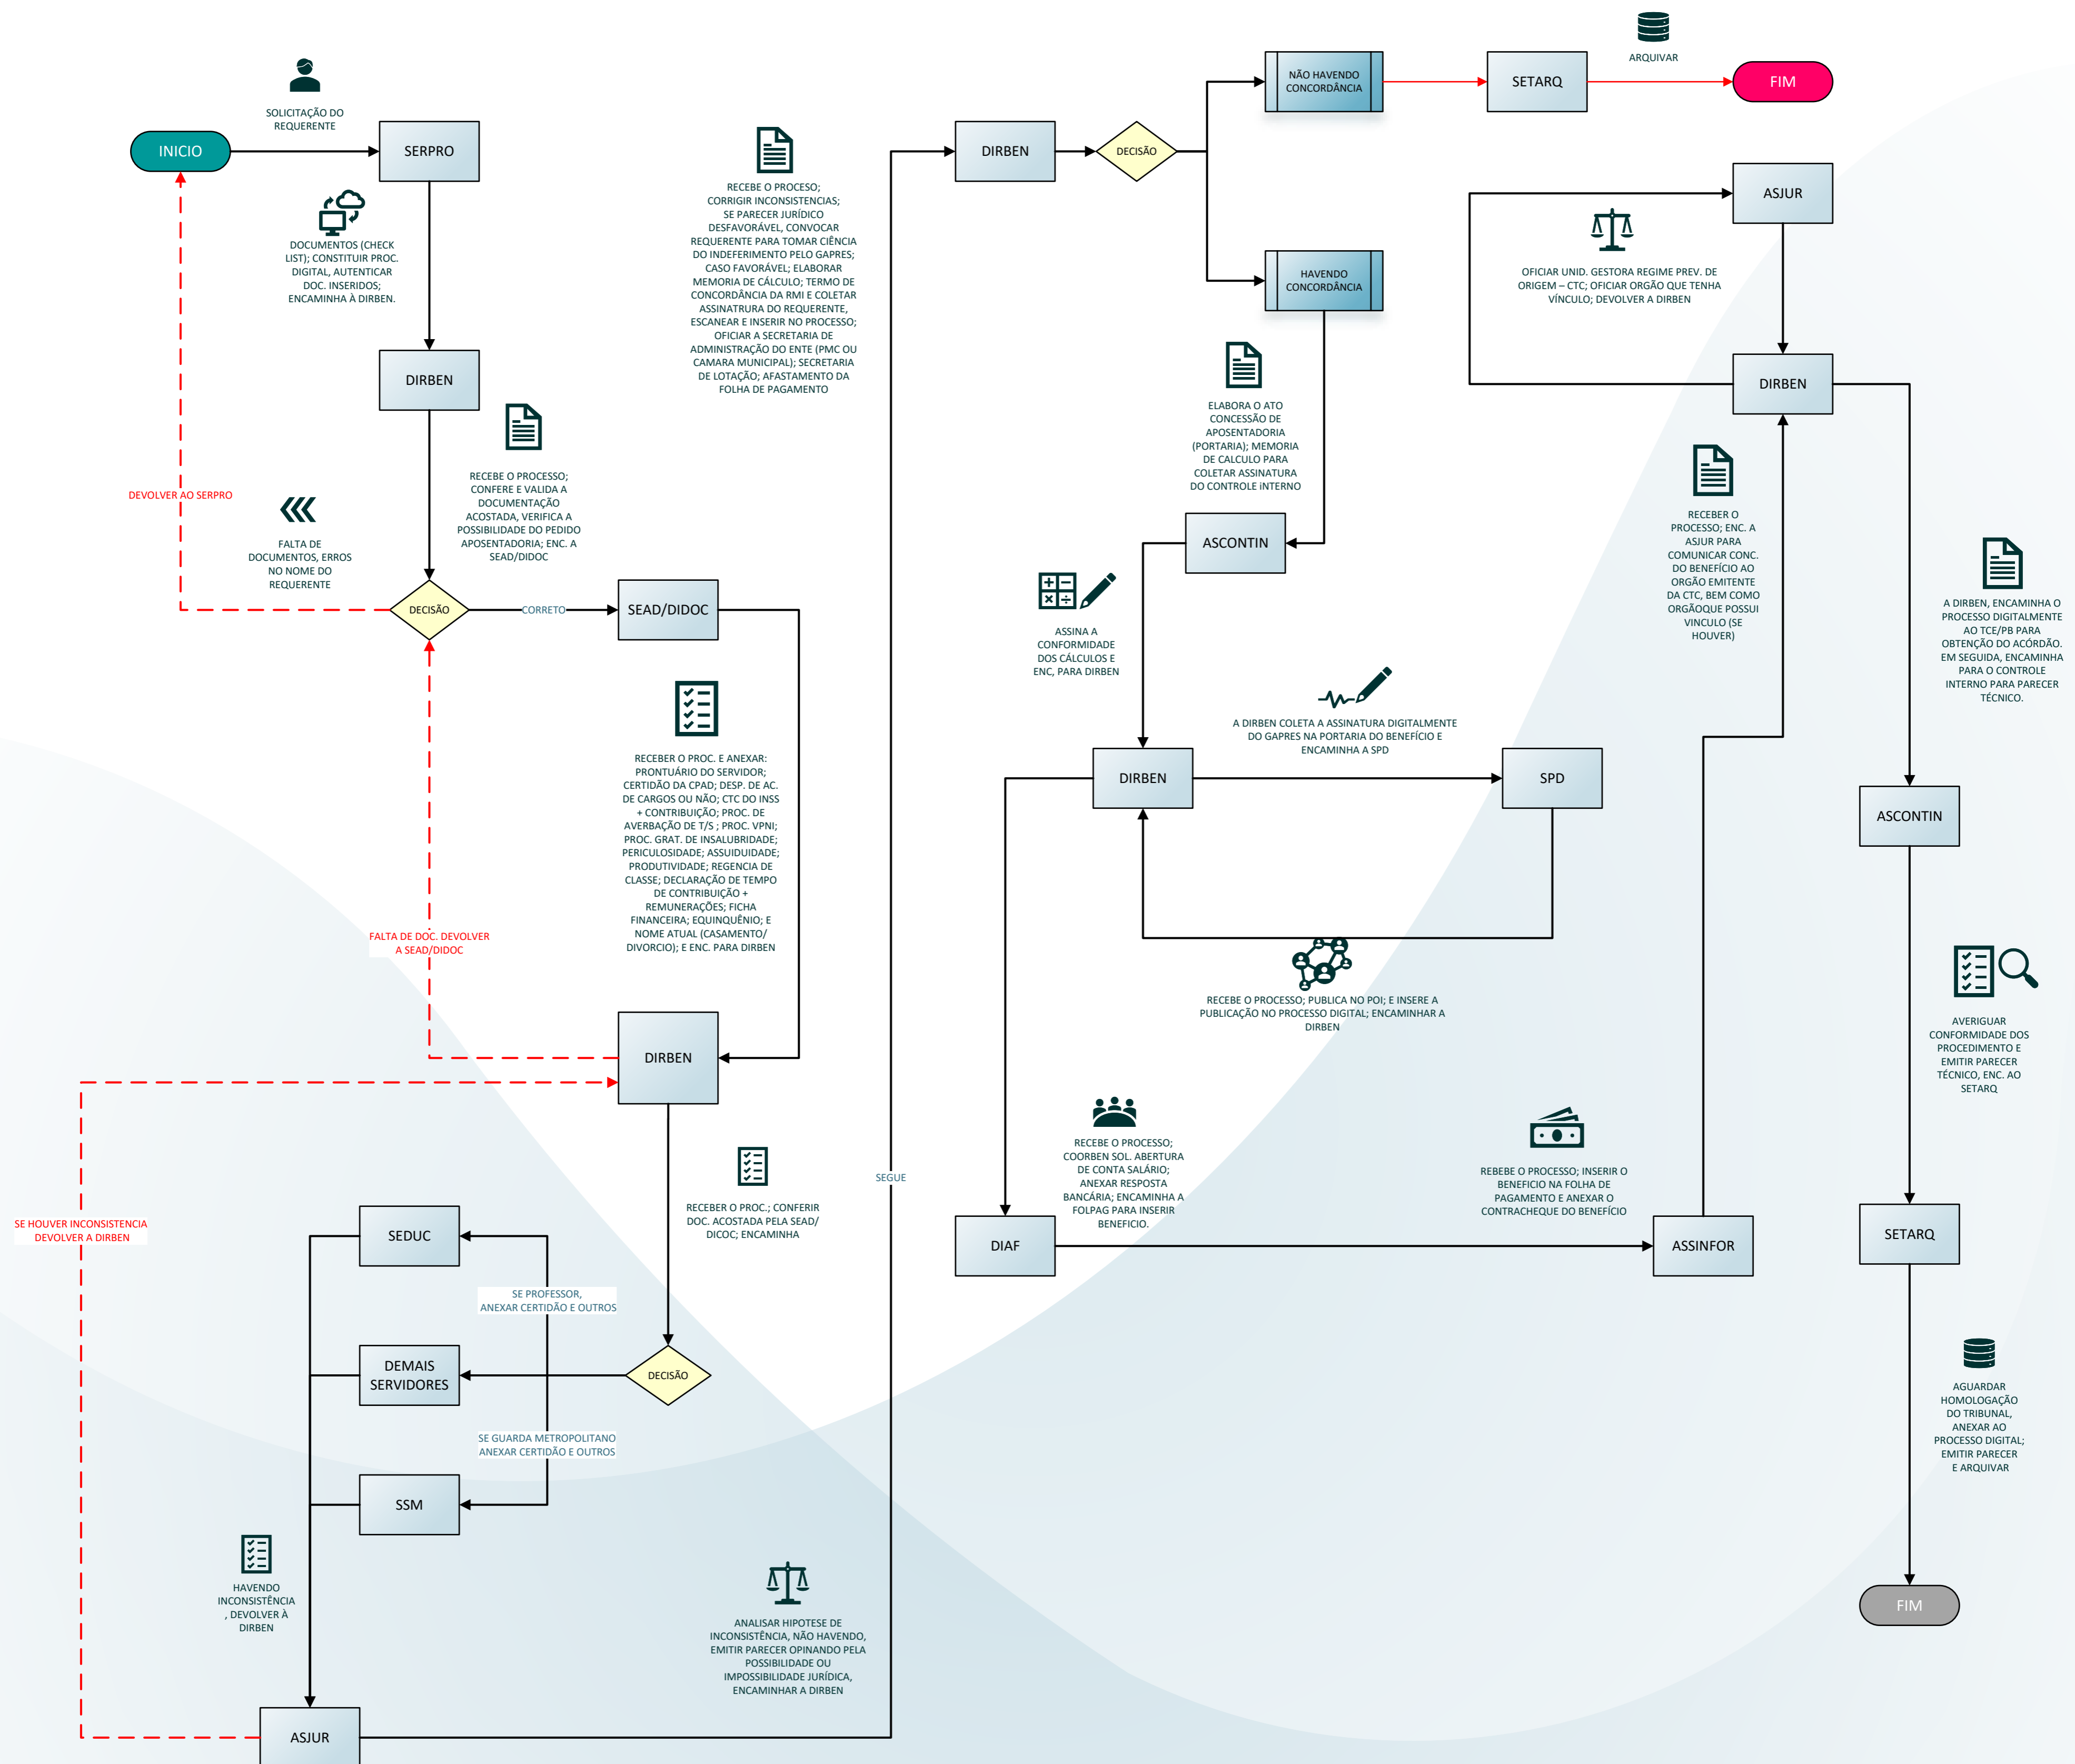 INICIO
SOLICITAÇÃO DO
REQUERENTE
SERPRO
DOCUMENTOS (CHECK
LIST); CONSTITUIR PROC.
DIGITAL, AUTENTICAR
DOC. INSERIDOS;
ENCAMINHA À DIRBEN.
DIRBEN
RECEBE O PROCESSO;
CONFERE E VALIDA A
DOCUMENTAÇÃO
ACOSTADA, VERIFICA A
POSSIBILIDADE DO PEDIDO
APOSENTADORIA; ENC. A
SEAD/DIDOC
DEVOLVER AO SERPRO
FALTA DE
DOCUMENTOS, ERROS
NO NOME DO
REQUERENTE
DECISÃO
CORRETO
SEAD/DIDOC
RECEBER O PROC. E ANEXAR:
PRONTUÁRIO DO SERVIDOR;
CERTIDÃO DA CPAD; DESP. DE AC.
DE CARGOS OU NÃO; CTC DO INSS
+ CONTRIBUIÇÃO; PROC. DE
AVERBAÇÃO DE T/S ; PROC. VPNI;
PROC. GRAT. DE INSALUBRIDADE;
PERICULOSIDADE; ASSUIDUIDADE;
PRODUTIVIDADE; REGENCIA DE
CLASSE; DECLARAÇÃO DE TEMPO
DE CONTRIBUIÇÃO +
REMUNERAÇÕES; FICHA
FINANCEIRA; EQUINQUÊNIO; E
NOME ATUAL (CASAMENTO/
DIVORCIO); E ENC. PARA DIRBEN
FALTA DE DOC. DEVOLVER
A SEAD/DIDOC
DIRBEN
RECEBER O PROC.; CONFERIR
DOC. ACOSTADA PELA SEAD/
DICOC; ENCAMINHA
SE HOUVER INCONSISTENCIA
DEVOLVER A DIRBEN
SEDUC
SE PROFESSOR,
ANEXAR CERTIDÃO E OUTROS
DEMAIS
SERVIDORES
DECISÃO
SE GUARDA METROPOLITANO
ANEXAR CERTIDÃO E OUTROS
SSM
HAVENDO
INCONSISTÊNCIA
, DEVOLVER À
DIRBEN
ANALISAR HIPOTESE DE
INCONSISTÊNCIA, NÃO HAVENDO,
EMITIR PARECER OPINANDO PELA
POSSIBILIDADE OU
IMPOSSIBILIDADE JURÍDICA,
ENCAMINHAR A DIRBEN
ASJUR
SEGUE
RECEBE O PROCESO;
CORRIGIR INCONSISTENCIAS;
SE PARECER JURÍDICO
DESFAVORÁVEL, CONVOCAR
REQUERENTE PARA TOMAR CIÊNCIA
DO INDEFERIMENTO PELO GAPRES;
CASO FAVORÁVEL; ELABORAR
MEMORIA DE CÁLCULO; TERMO DE
CONCORDÂNCIA DA RMI E COLETAR
ASSINATRURA DO REQUERENTE,
ESCANEAR E INSERIR NO PROCESSO;
OFICIAR A SECRETARIA DE
ADMINISTRAÇÃO DO ENTE (PMC OU
CAMARA MUNICIPAL); SECRETARIA
DE LOTAÇÃO; AFASTAMENTO DA
FOLHA DE PAGAMENTO
DIRBEN
DECISÃO
NÃO HAVENDO
CONCORDÂNCIA
SETARQ
ARQUIVAR
FIM
HAVENDO
CONCORDÂNCIA
ELABORA O ATO
CONCESSÃO DE
APOSENTADORIA
(PORTARIA); MEMORIA
DE CALCULO PARA
COLETAR ASSINATURA
DO CONTROLE iNTERNO
ASCONTIN
ASSINA A
CONFORMIDADE
DOS CÁLCULOS E
ENC, PARA DIRBEN
DIRBEN
A DIRBEN COLETA A ASSINATURA DIGITALMENTE
DO GAPRES NA PORTARIA DO BENEFÍCIO E
ENCAMINHA A SPD
SPD
RECEBE O PROCESSO; PUBLICA NO POI; E INSERE A
PUBLICAÇÃO NO PROCESSO DIGITAL; ENCAMINHAR A
DIRBEN
RECEBE O PROCESSO;
COORBEN SOL. ABERTURA
DE CONTA SALÁRIO;
ANEXAR RESPOSTA
BANCÁRIA; ENCAMINHA A
FOLPAG PARA INSERIR
BENEFICIO.
DIAF
REBEBE O PROCESSO; INSERIR O
BENEFICIO NA FOLHA DE
PAGAMENTO E ANEXAR O
CONTRACHEQUE DO BENEFÍCIO
ASSINFOR
RECEBER O
PROCESSO; ENC. A
ASJUR PARA
COMUNICAR CONC.
DO BENEFÍCIO AO
ORGÃO EMITENTE
DA CTC, BEM COMO
ORGÃOQUE POSSUI
VINCULO (SE
HOUVER)
DIRBEN
ASJUR
OFICIAR UNID. GESTORA REGIME PREV. DE
ORIGEM – CTC; OFICIAR ORGÃO QUE TENHA
VÍNCULO; DEVOLVER A DIRBEN
A DIRBEN, ENCAMINHA O
PROCESSO DIGITALMENTE
AO TCE/PB PARA
OBTENÇÃO DO ACÓRDÃO.
EM SEGUIDA, ENCAMINHA
PARA O CONTROLE
INTERNO PARA PARECER
TÉCNICO.
ASCONTIN
AVERIGUAR
CONFORMIDADE DOS
PROCEDIMENTO E
EMITIR PARECER
TÉCNICO, ENC. AO
SETARQ
SETARQ
AGUARDAR
HOMOLOGAÇÃO
DO TRIBUNAL,
ANEXAR AO
PROCESSO DIGITAL;
EMITIR PARECER
E ARQUIVAR
FIM